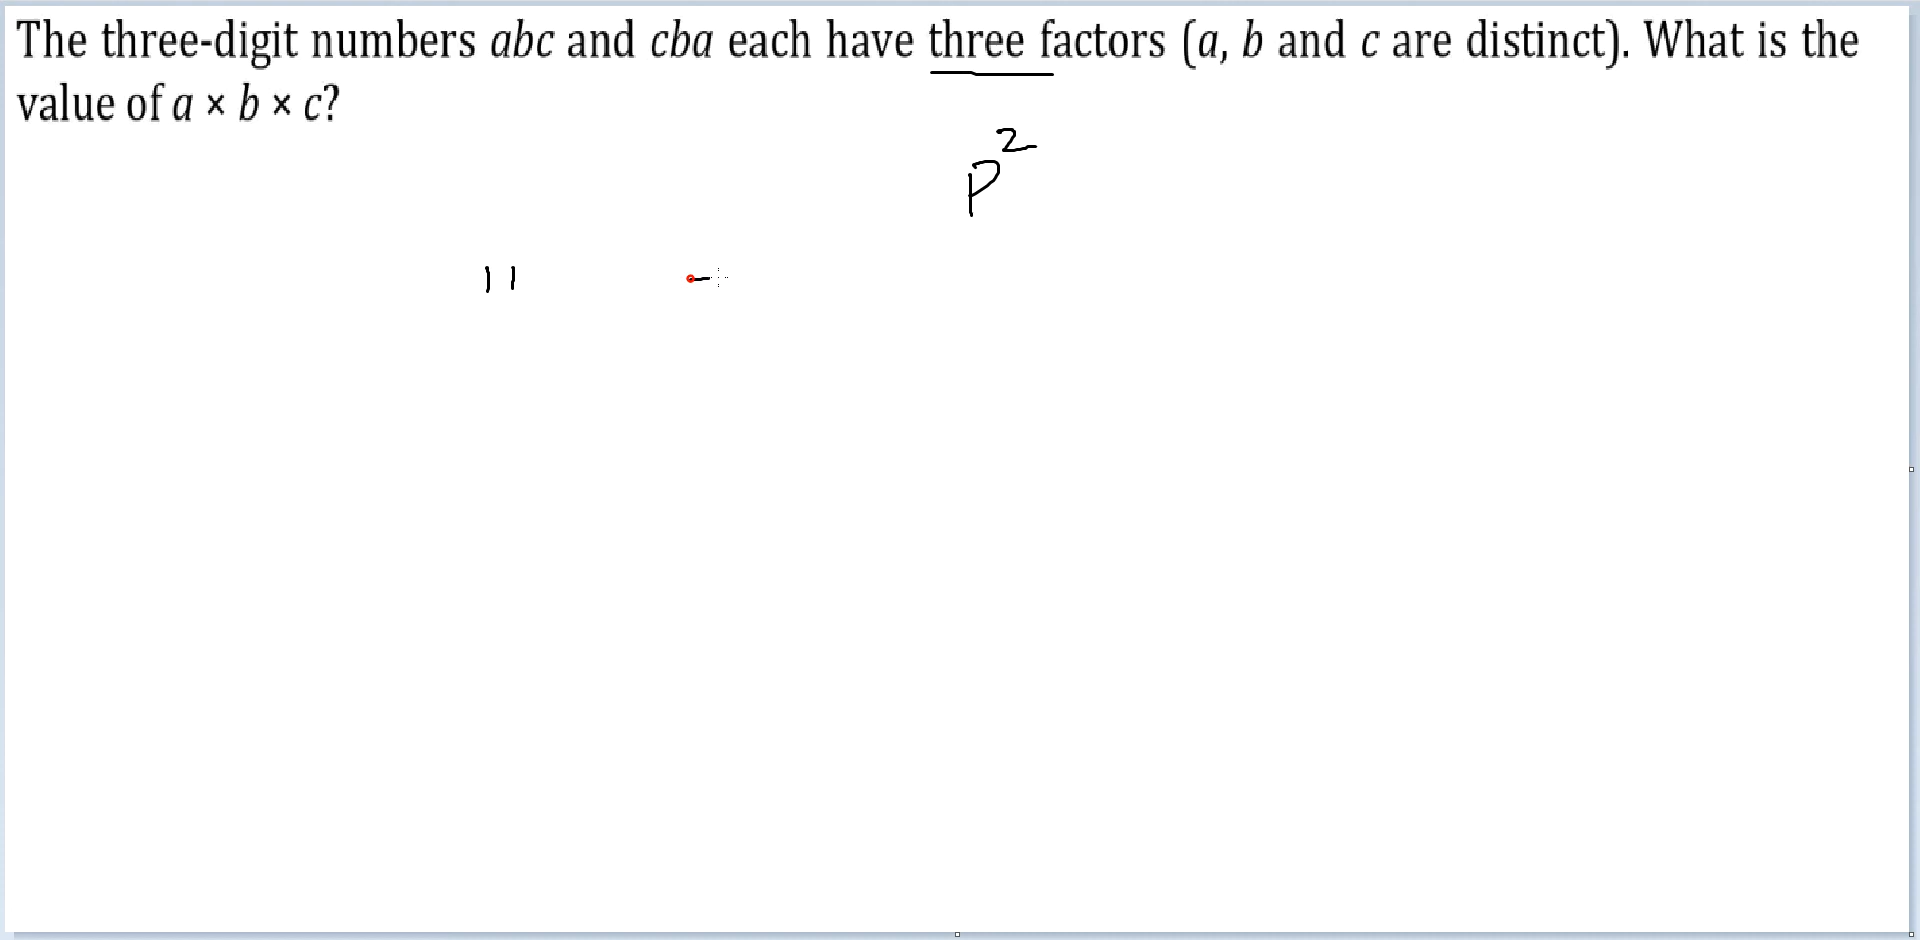 The three-digit numbers abc and cba each have three factors (a, b and c are distinct). What is the
value of a × b × c?
P²
11